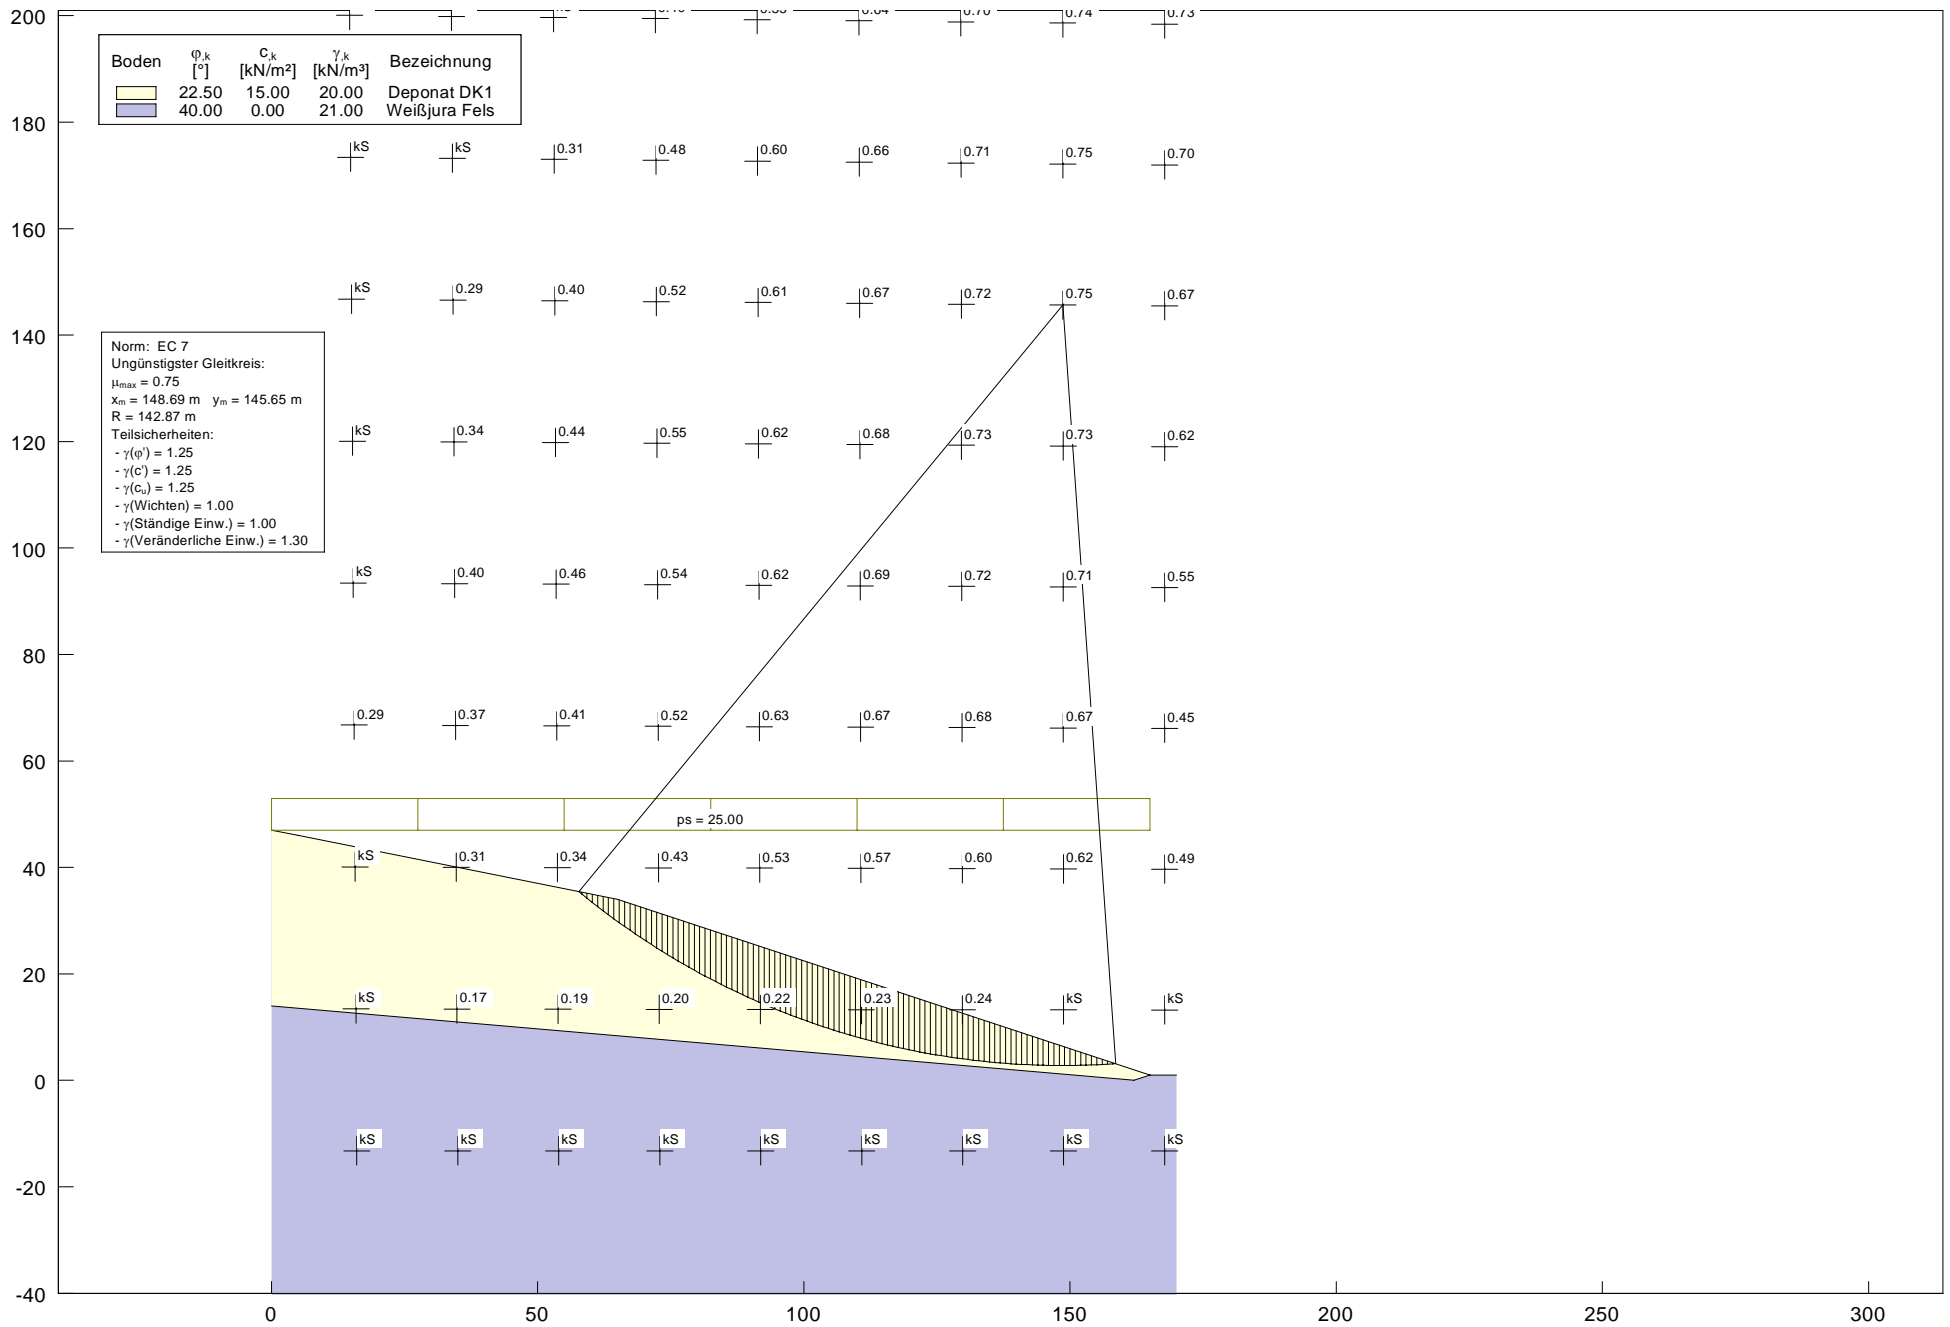 200
0.70
0.74
0.73
Boden φ,k c,k γ,k Bezeichnung
[°] [kN/m²] [kN/m³]
22.50 15.00 20.00 Deponat DK1
40.00 0.00 21.00 Weißjura Fels
180
kS kS 0.31 0.48 0.60 0.66 0.71 0.75 0.70
160
kS 0.29 0.40 0.52 0.61 0.67 0.72 0.75 0.67
140
Norm: EC 7
Ungünstigster Gleitkreis:
μmax = 0.75
xm = 148.69 m ym = 145.65 m
R = 142.87 m
Teilsicherheiten:
- γ(φ') = 1.25
- γ(c') = 1.25
- γ(cu) = 1.25
- γ(Wichten) = 1.00
- γ(Ständige Einw.) = 1.00
- γ(Veränderliche Einw.) = 1.30
kS 0.34 0.44 0.55 0.62 0.68 0.73 0.73 0.62
120
100
kS 0.40 0.46 0.54 0.62 0.69 0.72 0.71 0.55
80
0.29 0.37 0.41 0.52 0.63 0.67 0.68 0.67 0.45
60
ps = 25.00
kS 0.31 0.34 0.43 0.53 0.57 0.60 0.62 0.49
40
20
kS 0.17 0.19 0.20 0.22 0.23 0.24 kS kS
0
kS kS kS kS kS kS kS kS kS
-20
-40
0 50 100 150 200 250 300